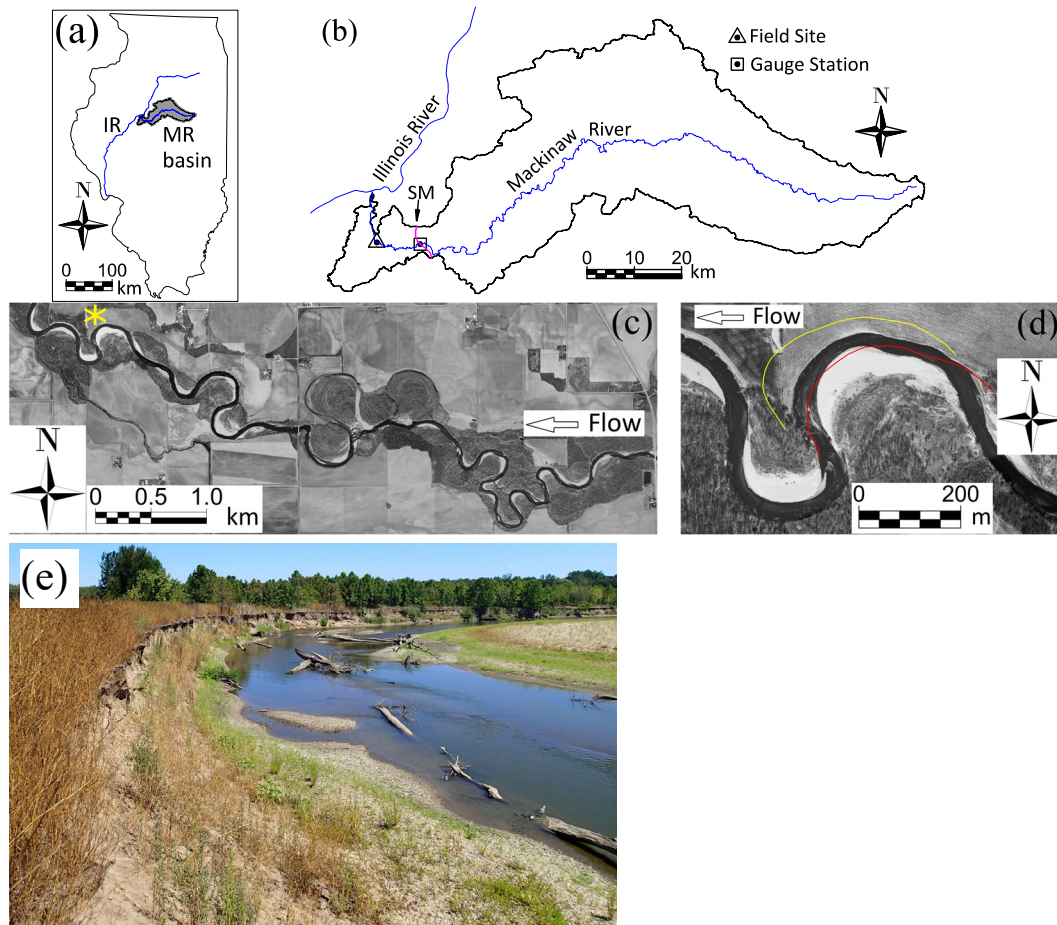 (a)
IR
MR
basin
N
0 100
km
(b)
Field Site
Gauge Station
Illinois River
Mackinaw River
SM
N
0 10 20
km
(c)
Flow
N
0 0.5 1.0
km
(d)
Flow
N
0 200
m
(e)